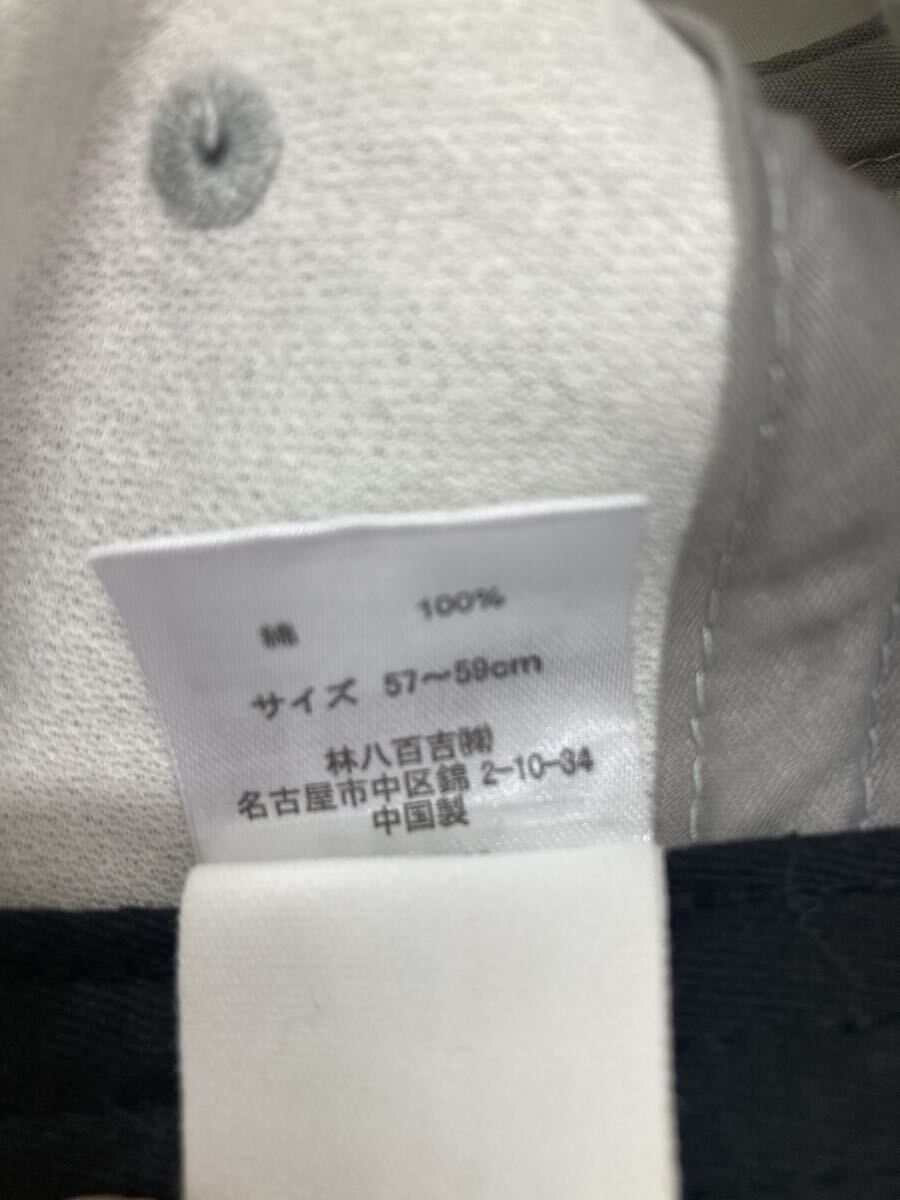 綿 100%
サイズ 57〜59cm
林八百吉㈱
名古屋市中区錦 2-10-34
中国製